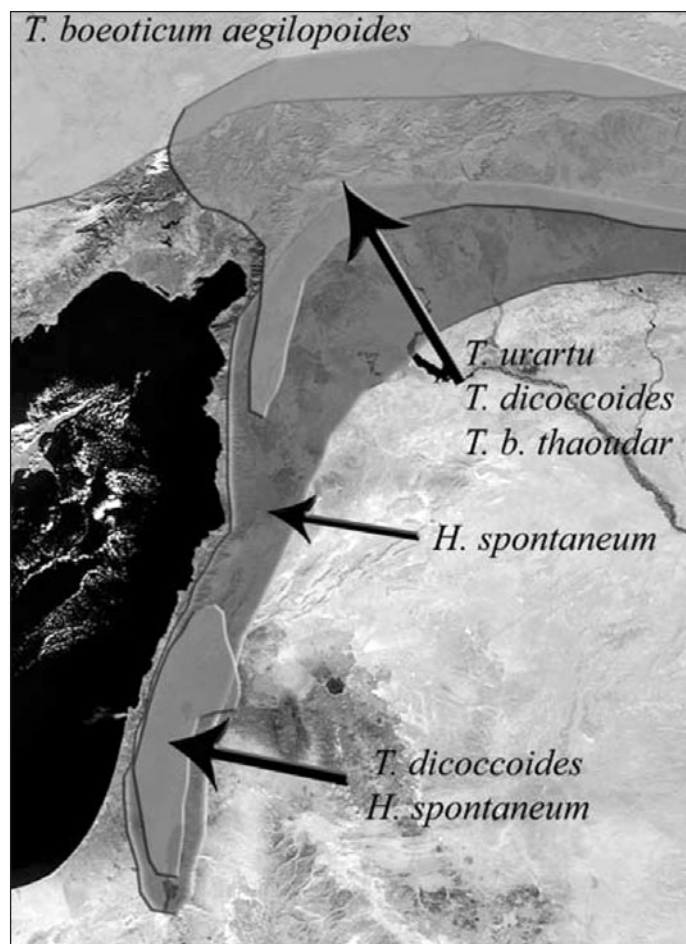 T. boeoticum aegilopoides
T. urartu
T. dicoccoides
T. b. thaoudar
H. spontaneum
T. dicoccoides
H. spontaneum